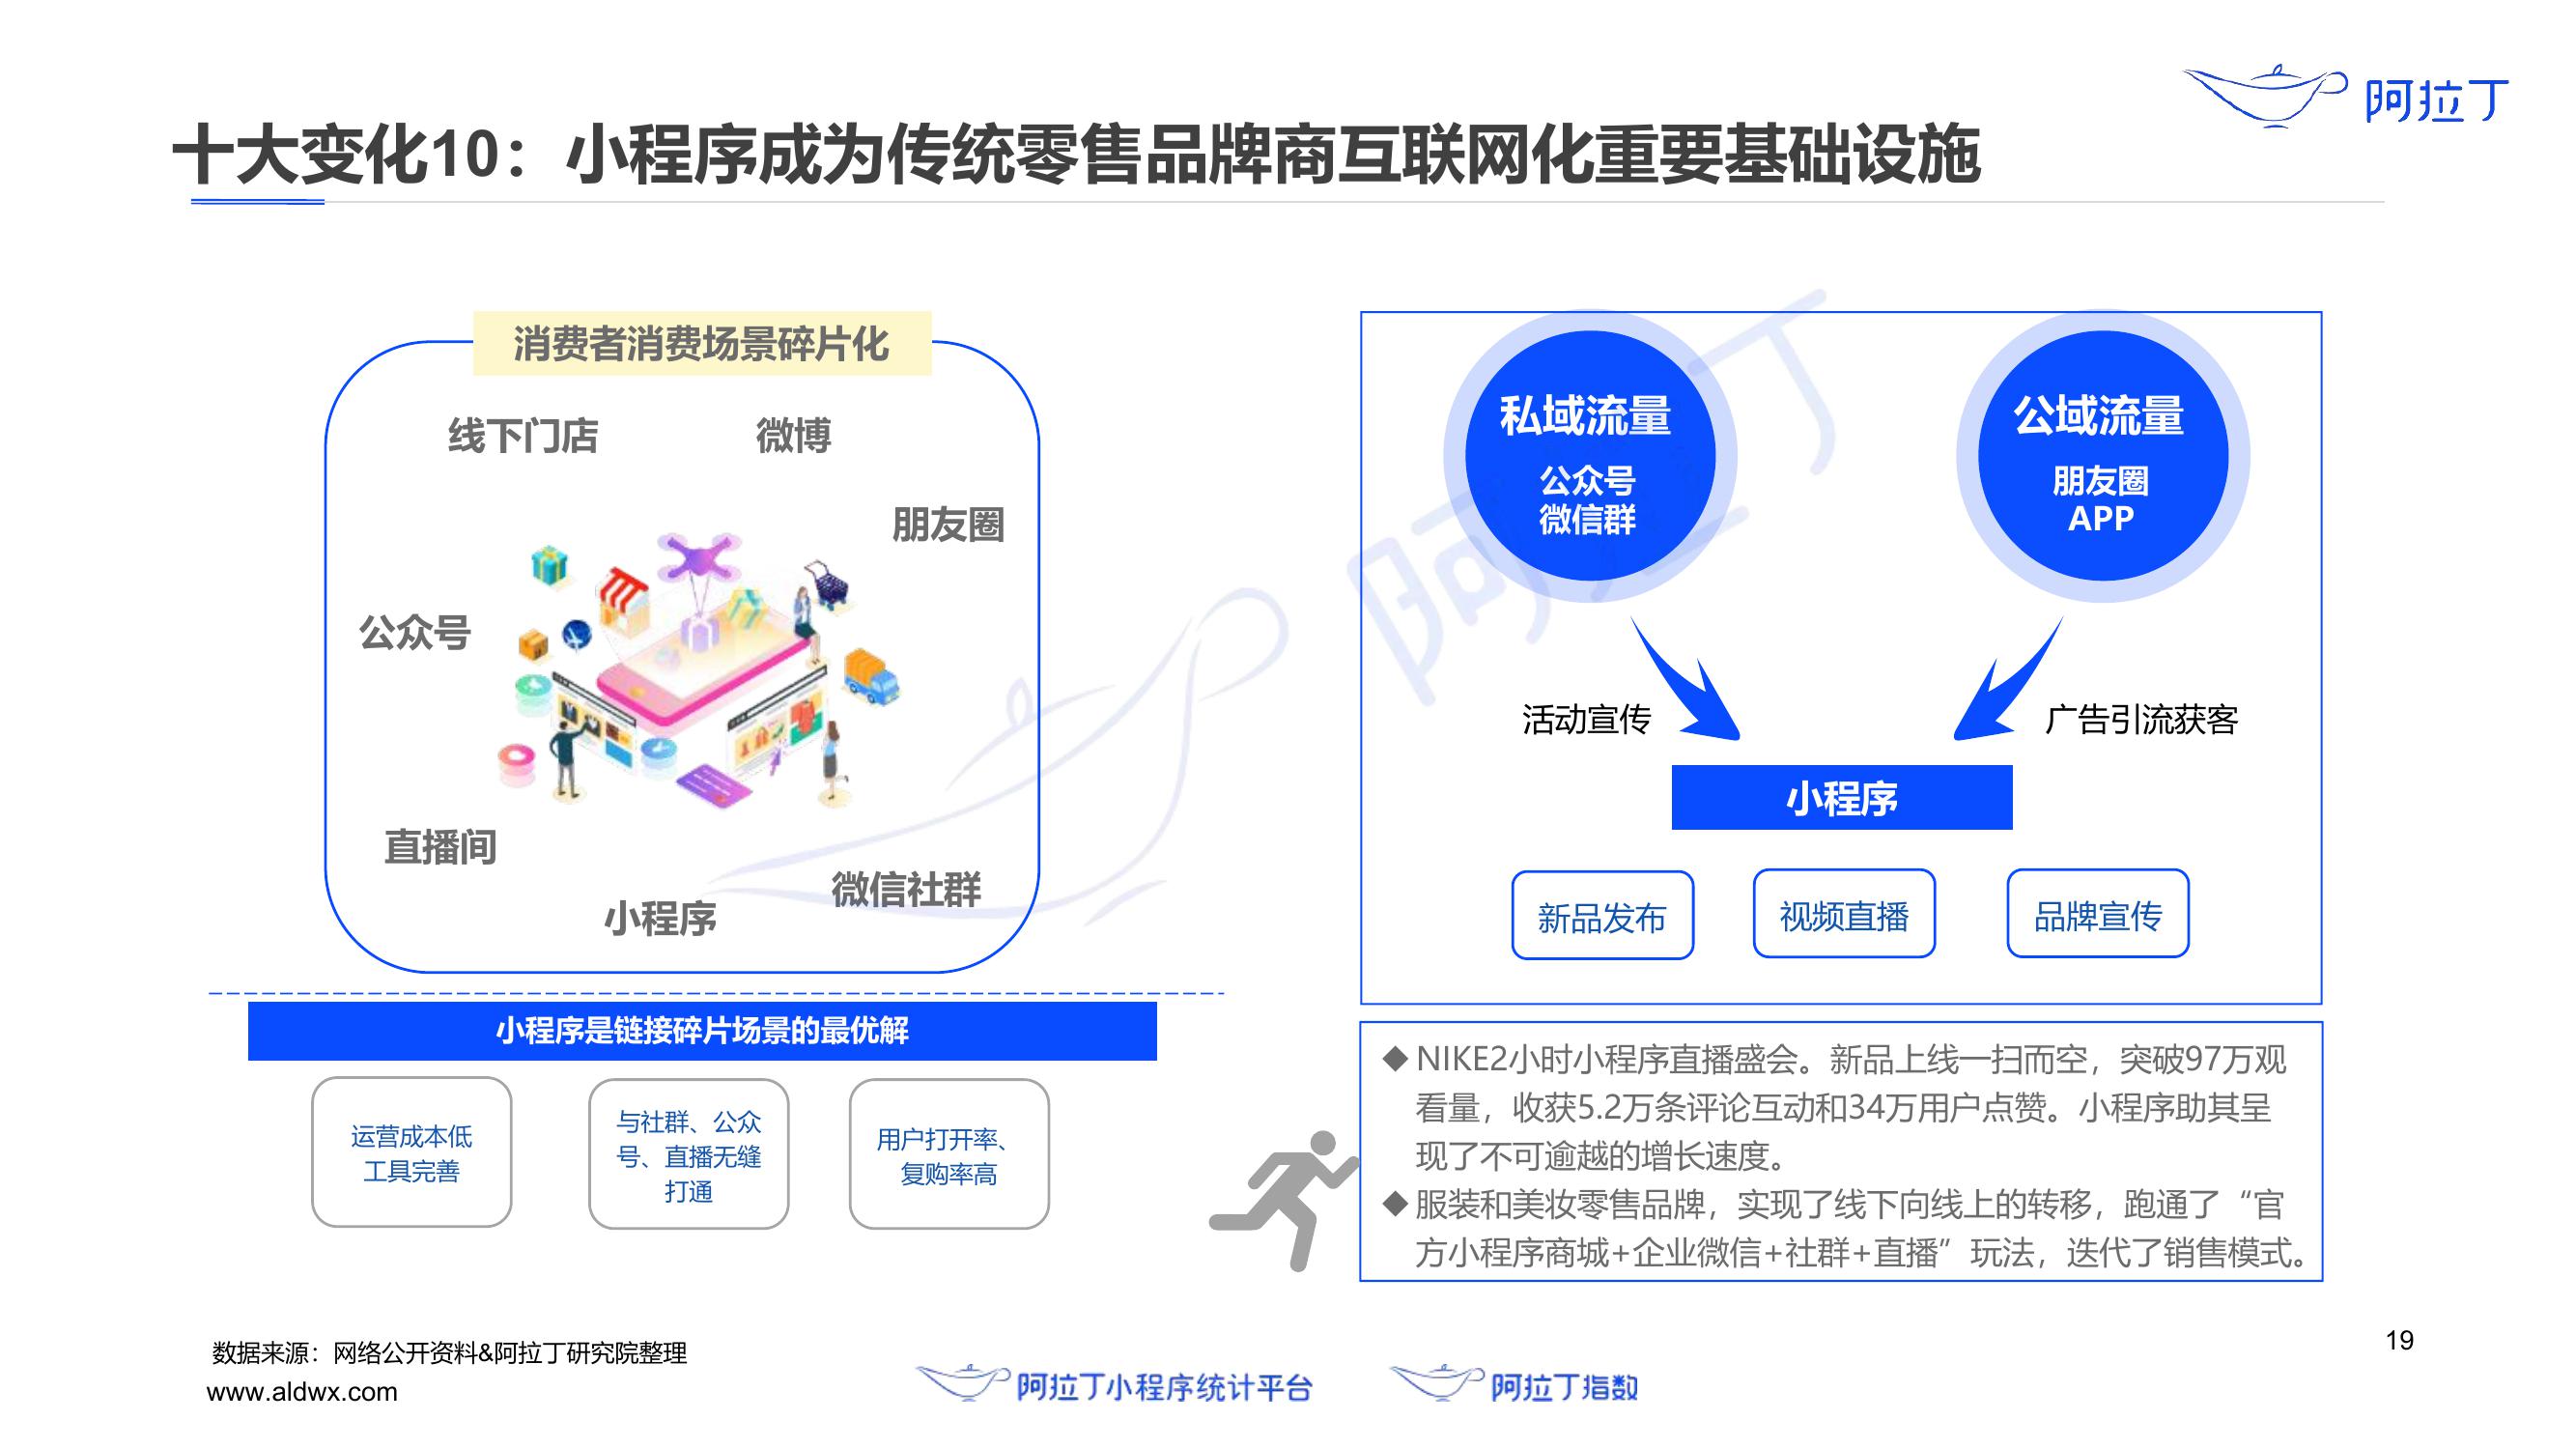 阿拉丁
十大变化10：小程序成为传统零售品牌商互联网化重要基础设施
消费者消费场景碎片化
线下门店
微博
朋友圈
公众号
直播间
微信社群
小程序
小程序是链接碎片场景的最优解
运营成本低
工具完善
与社群、公众
号、直播无缝
打通
用户打开率、
复购率高
私域流量
公众号
微信群
公域流量
朋友圈
APP
活动宣传
广告引流获客
小程序
新品发布
视频直播
品牌宣传
◆NIKE2小时小程序直播盛会。新品上线一扫而空，突破97万观
看量，收获5.2万条评论互动和34万用户点赞。小程序助其呈
现了不可逾越的增长速度。
◆服装和美妆零售品牌，实现了线下向线上的转移，跑通了“官
方小程序商城+企业微信+社群+直播”玩法，迭代了销售模式。
阿拉丁
数据来源：网络公开资料&阿拉丁研究院整理
www.aldwx.com
阿拉丁小程序统计平台
阿拉丁指数
19